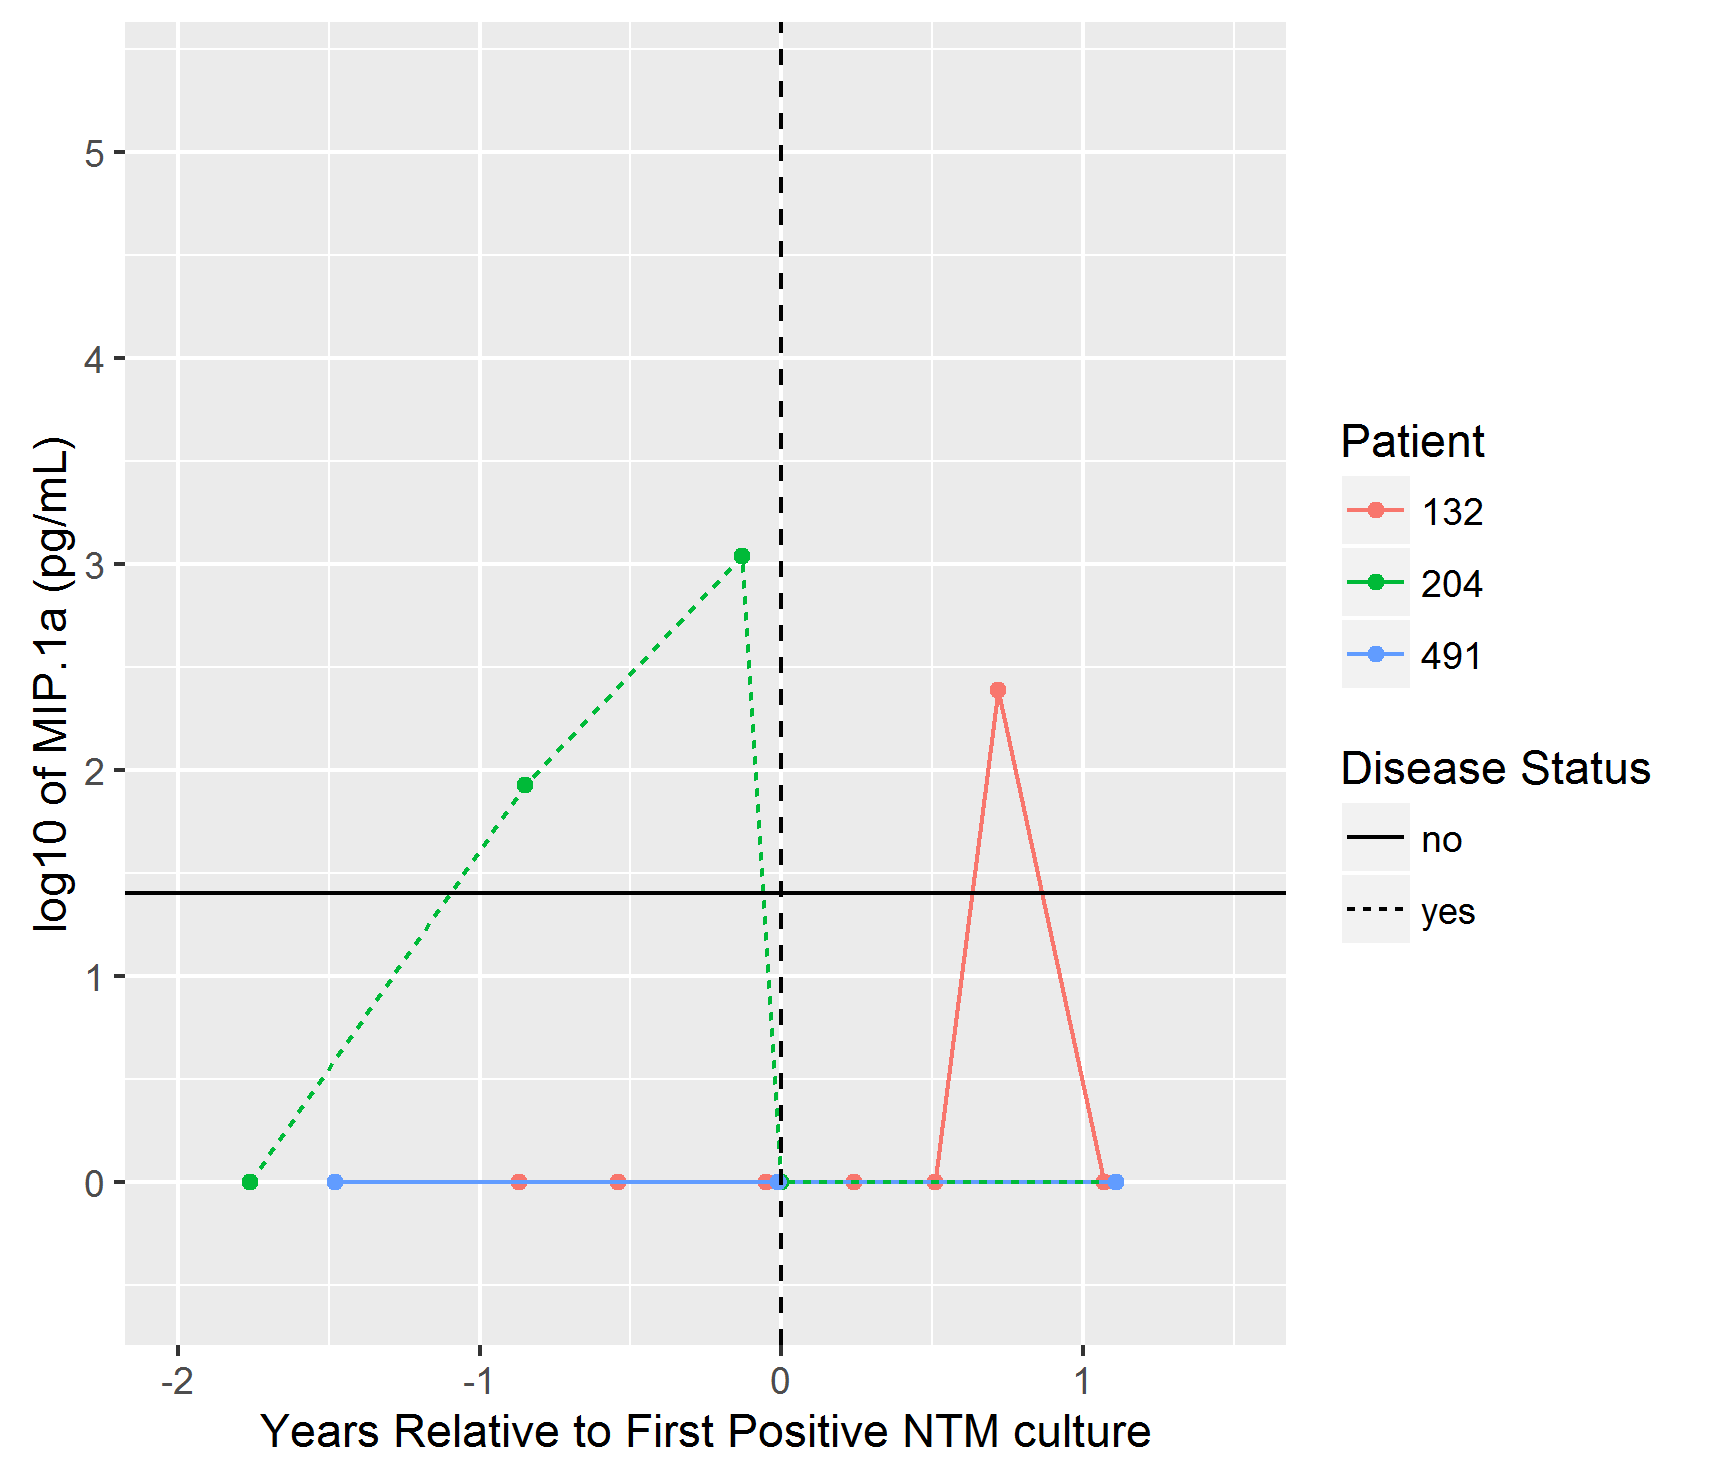 log10 of MIP.1a (pg/mL)
5
4
3
2
1
0
-2
-1
0
1
Years Relative to First Positive NTM culture
Patient
132
204
491
Disease Status
no
yes